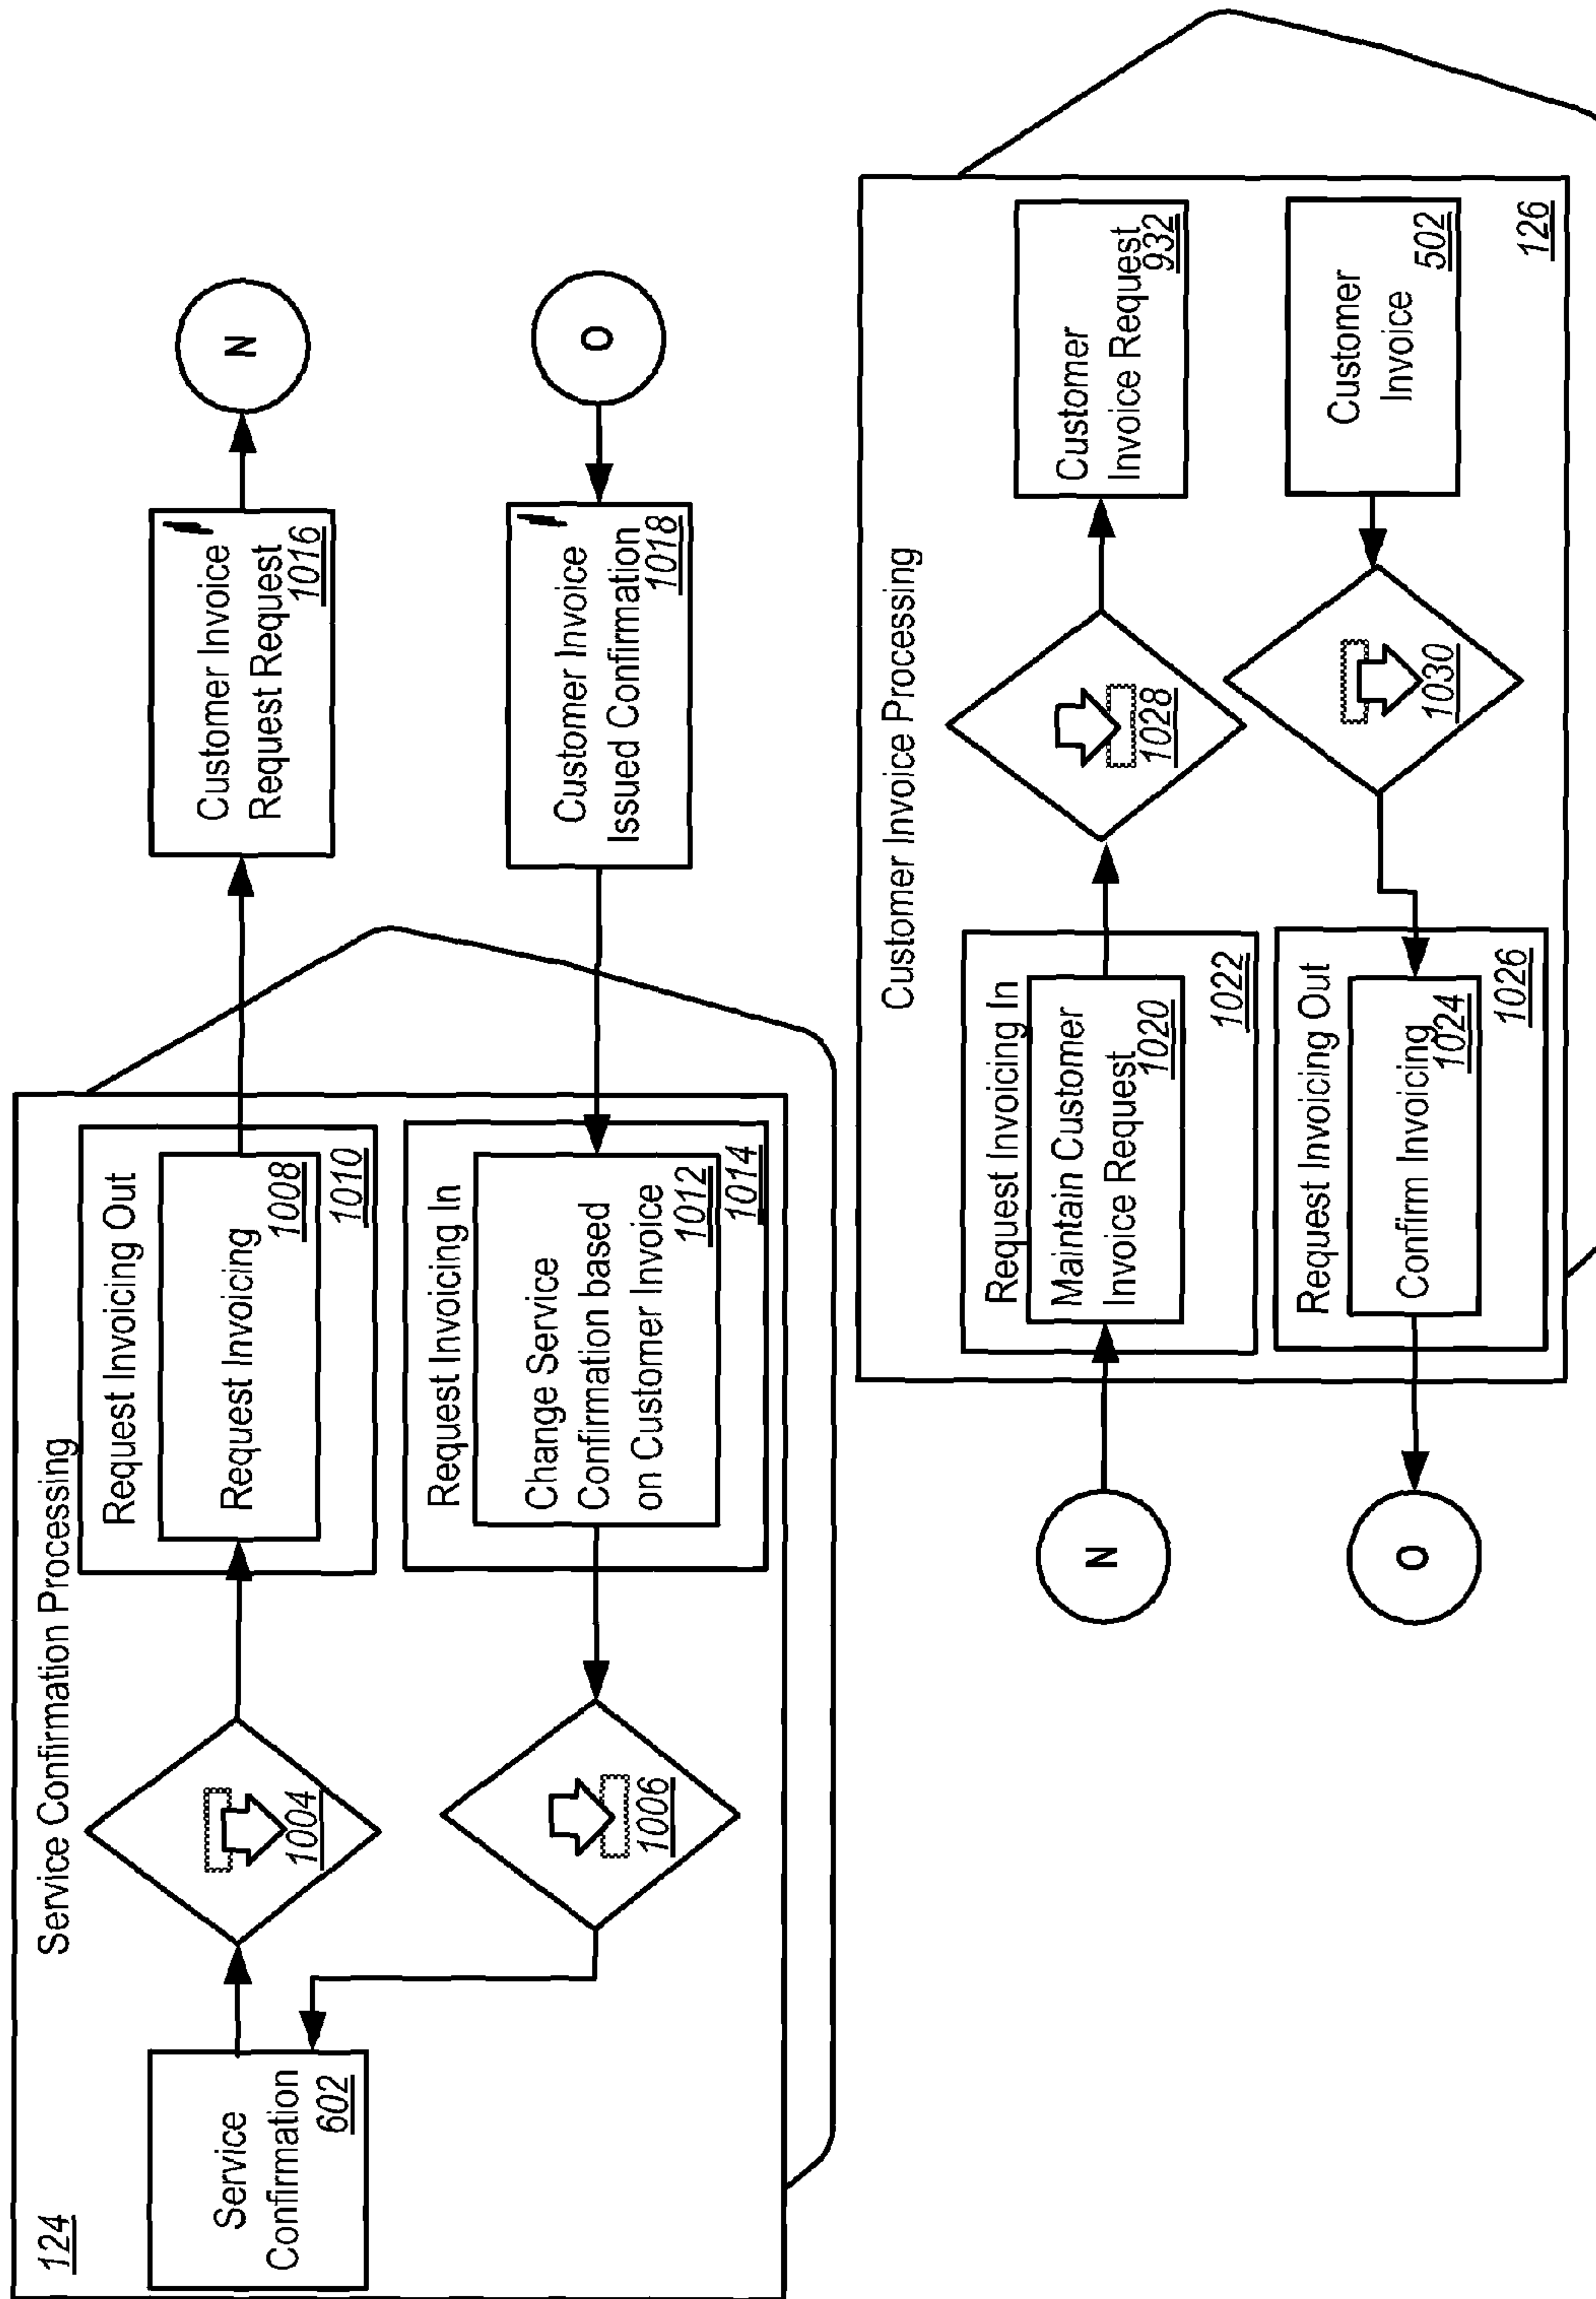 124
Service Confirmation Processing
Service
Confirmation
602
1004
Request Invoicing Out
Request Invoicing
1008
1010
Customer Invoice
Request Request
1016
N
1006
Request Invoicing In
Change Service
Confirmation based
on Customer Invoice
1012
1014
Customer Invoice
Issued Confirmation
1018
O
Customer Invoice Processing
N
Request Invoicing In
Maintain Customer
Invoice Request
1020
1022
1028
Customer
Invoice Request
932
O
Request Invoicing Out
Confirm Invoicing
1024
1026
1030
Customer
Invoice
502
126